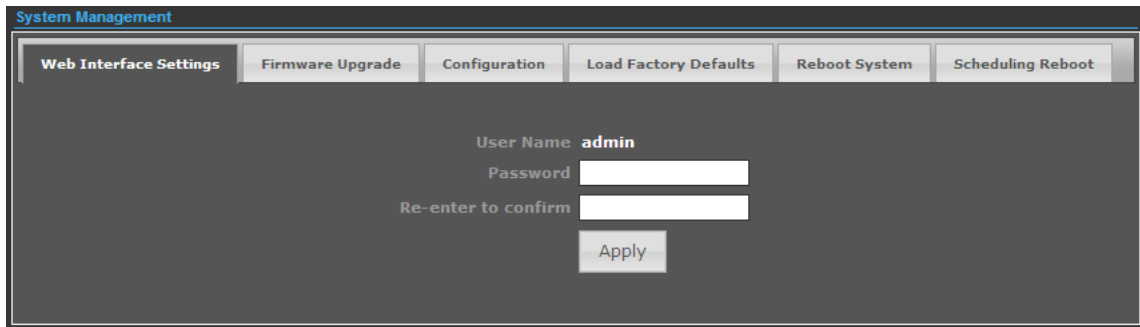 System Management
Web Interface Settings Firmware Upgrade Configuration Load Factory Defaults Reboot System Scheduling Reboot
User Name admin
Password
Re-enter to confirm
Apply